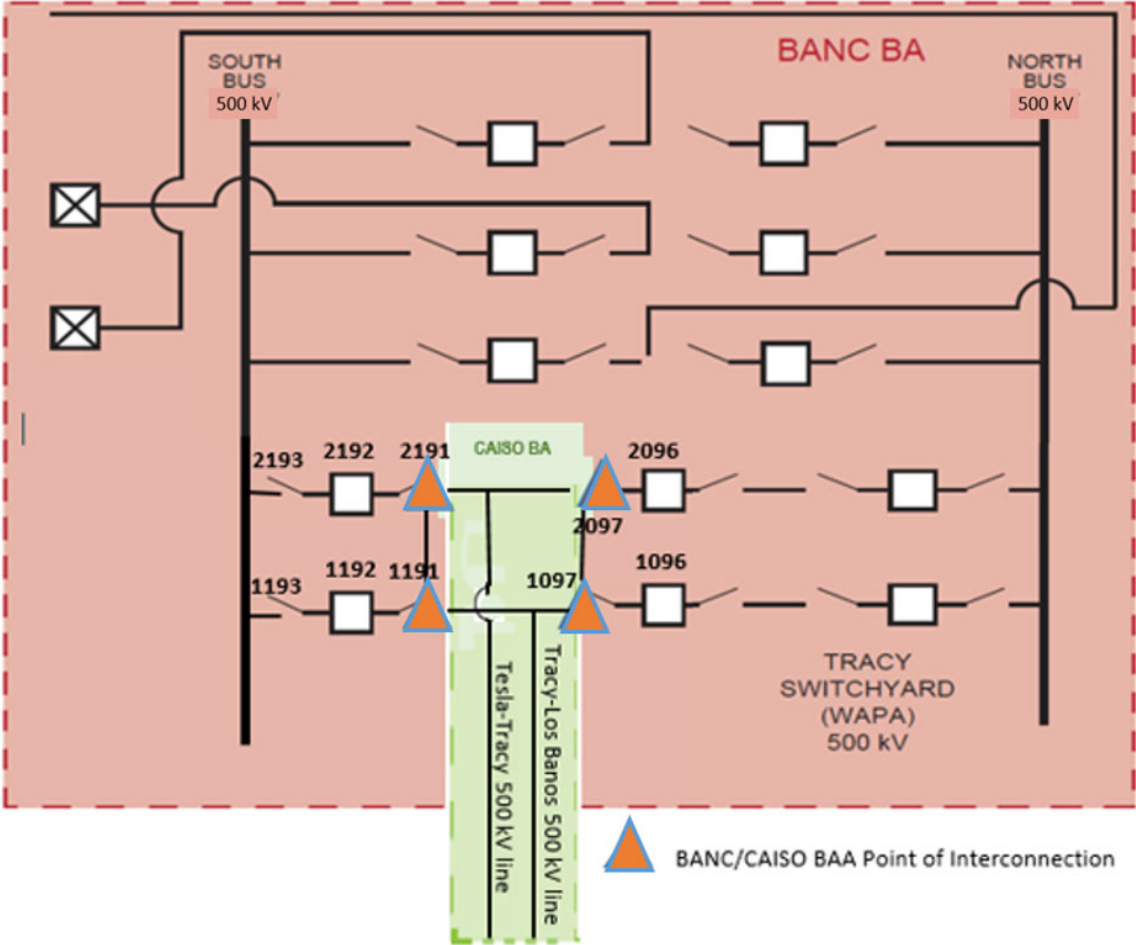 BANC BA
SOUTH
BUS
500 kV
NORTH
BUS
500 kV
2193
2192
2191
CAISO BA
2096
2097
1193
1192
1191
1097
1096
TRACY
SWITCHYARD
(WAPA)
500 kV
Tesla-Tracy 500 kV line
Tracy-Los Banos 500 kV line
BANC/CAISO BAA Point of Interconnection